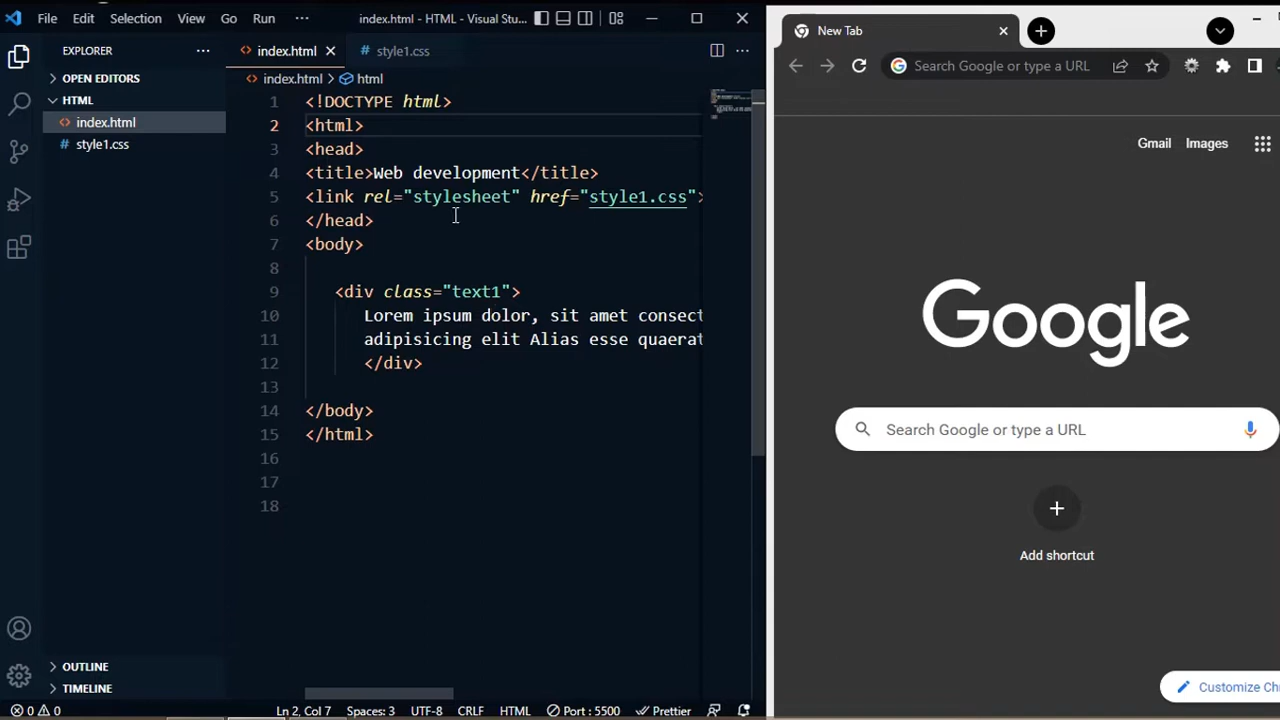 File Edit Selection View Go Run ··· index.html - HTML - Visual Stu...
EXPLORER ···
index.html
style1.css
···
OPEN EDITORS
index.html > html
HTML
index.html
style1.css
1 <!DOCTYPE html>
2 <html>
3 <head>
4 <title>Web development</title>
5 <link rel="stylesheet" href="style1.css">
6 </head>
7 <body>
8
9 <div class="text1">
10 Lorem ipsum dolor, sit amet consect
11 adipisicing elit Alias esse quaerat
12 </div>
13
14 </body>
15 </html>
16
17
18
OUTLINE
TIMELINE
0 0 Ln 2, Col 7 Spaces: 3 UTF-8 CRLF HTML Port : 5500 Prettier
New Tab
Search Google or type a URL
Gmail Images
Google
Search Google or type a URL
Add shortcut
Customize Chr